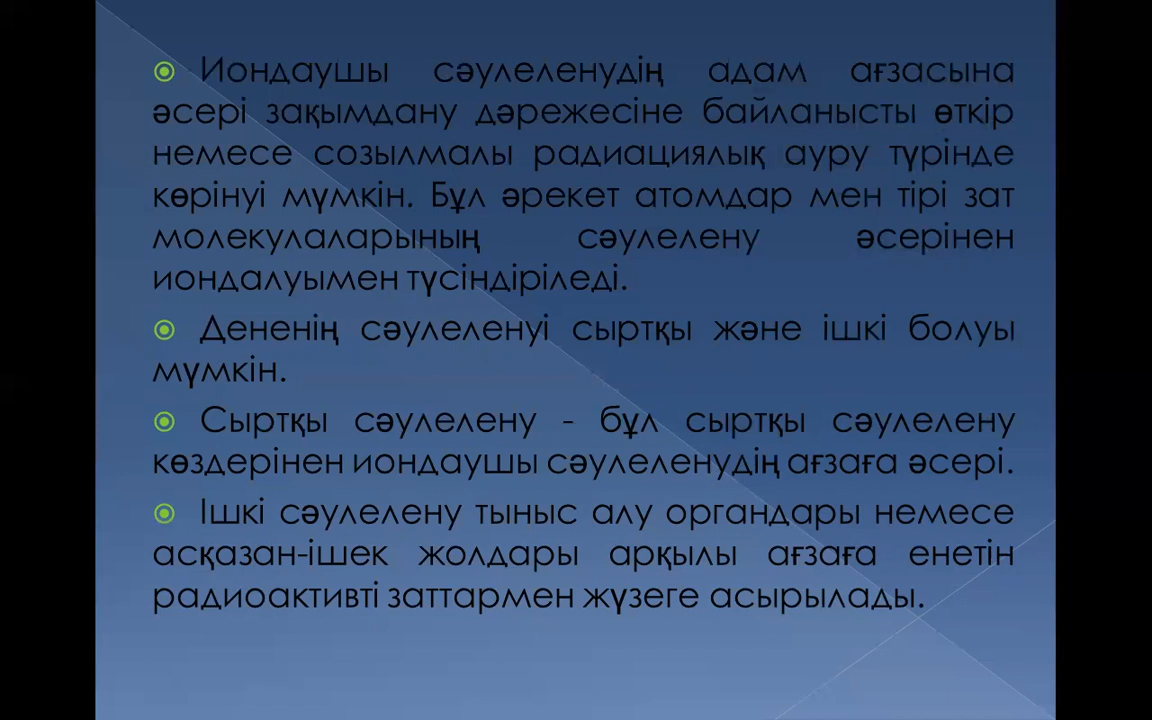 Иондаушы сәулеленудің адам ағзасына
әсері зақымдану дәрежесіне байланысты өткір
немесе созылмалы радиациялық ауру түрінде
көрінуі мүмкін. Бұл әрекет атомдар мен тірі зат
молекулаларының сәулелену әсерінен
иондалуымен түсіндіріледі.
Дененің сәулеленуі сыртқы және ішкі болуы
мүмкін.
Сыртқы сәулелену - бұл сыртқы сәулелену
көздерінен иондаушы сәулеленудің ағзаға әсері.
Ішкі сәулелену тыныс алу органдары немесе
асқазан-ішек жолдары арқылы ағзаға енетін
радиоактивті заттармен жүзеге асырылады.